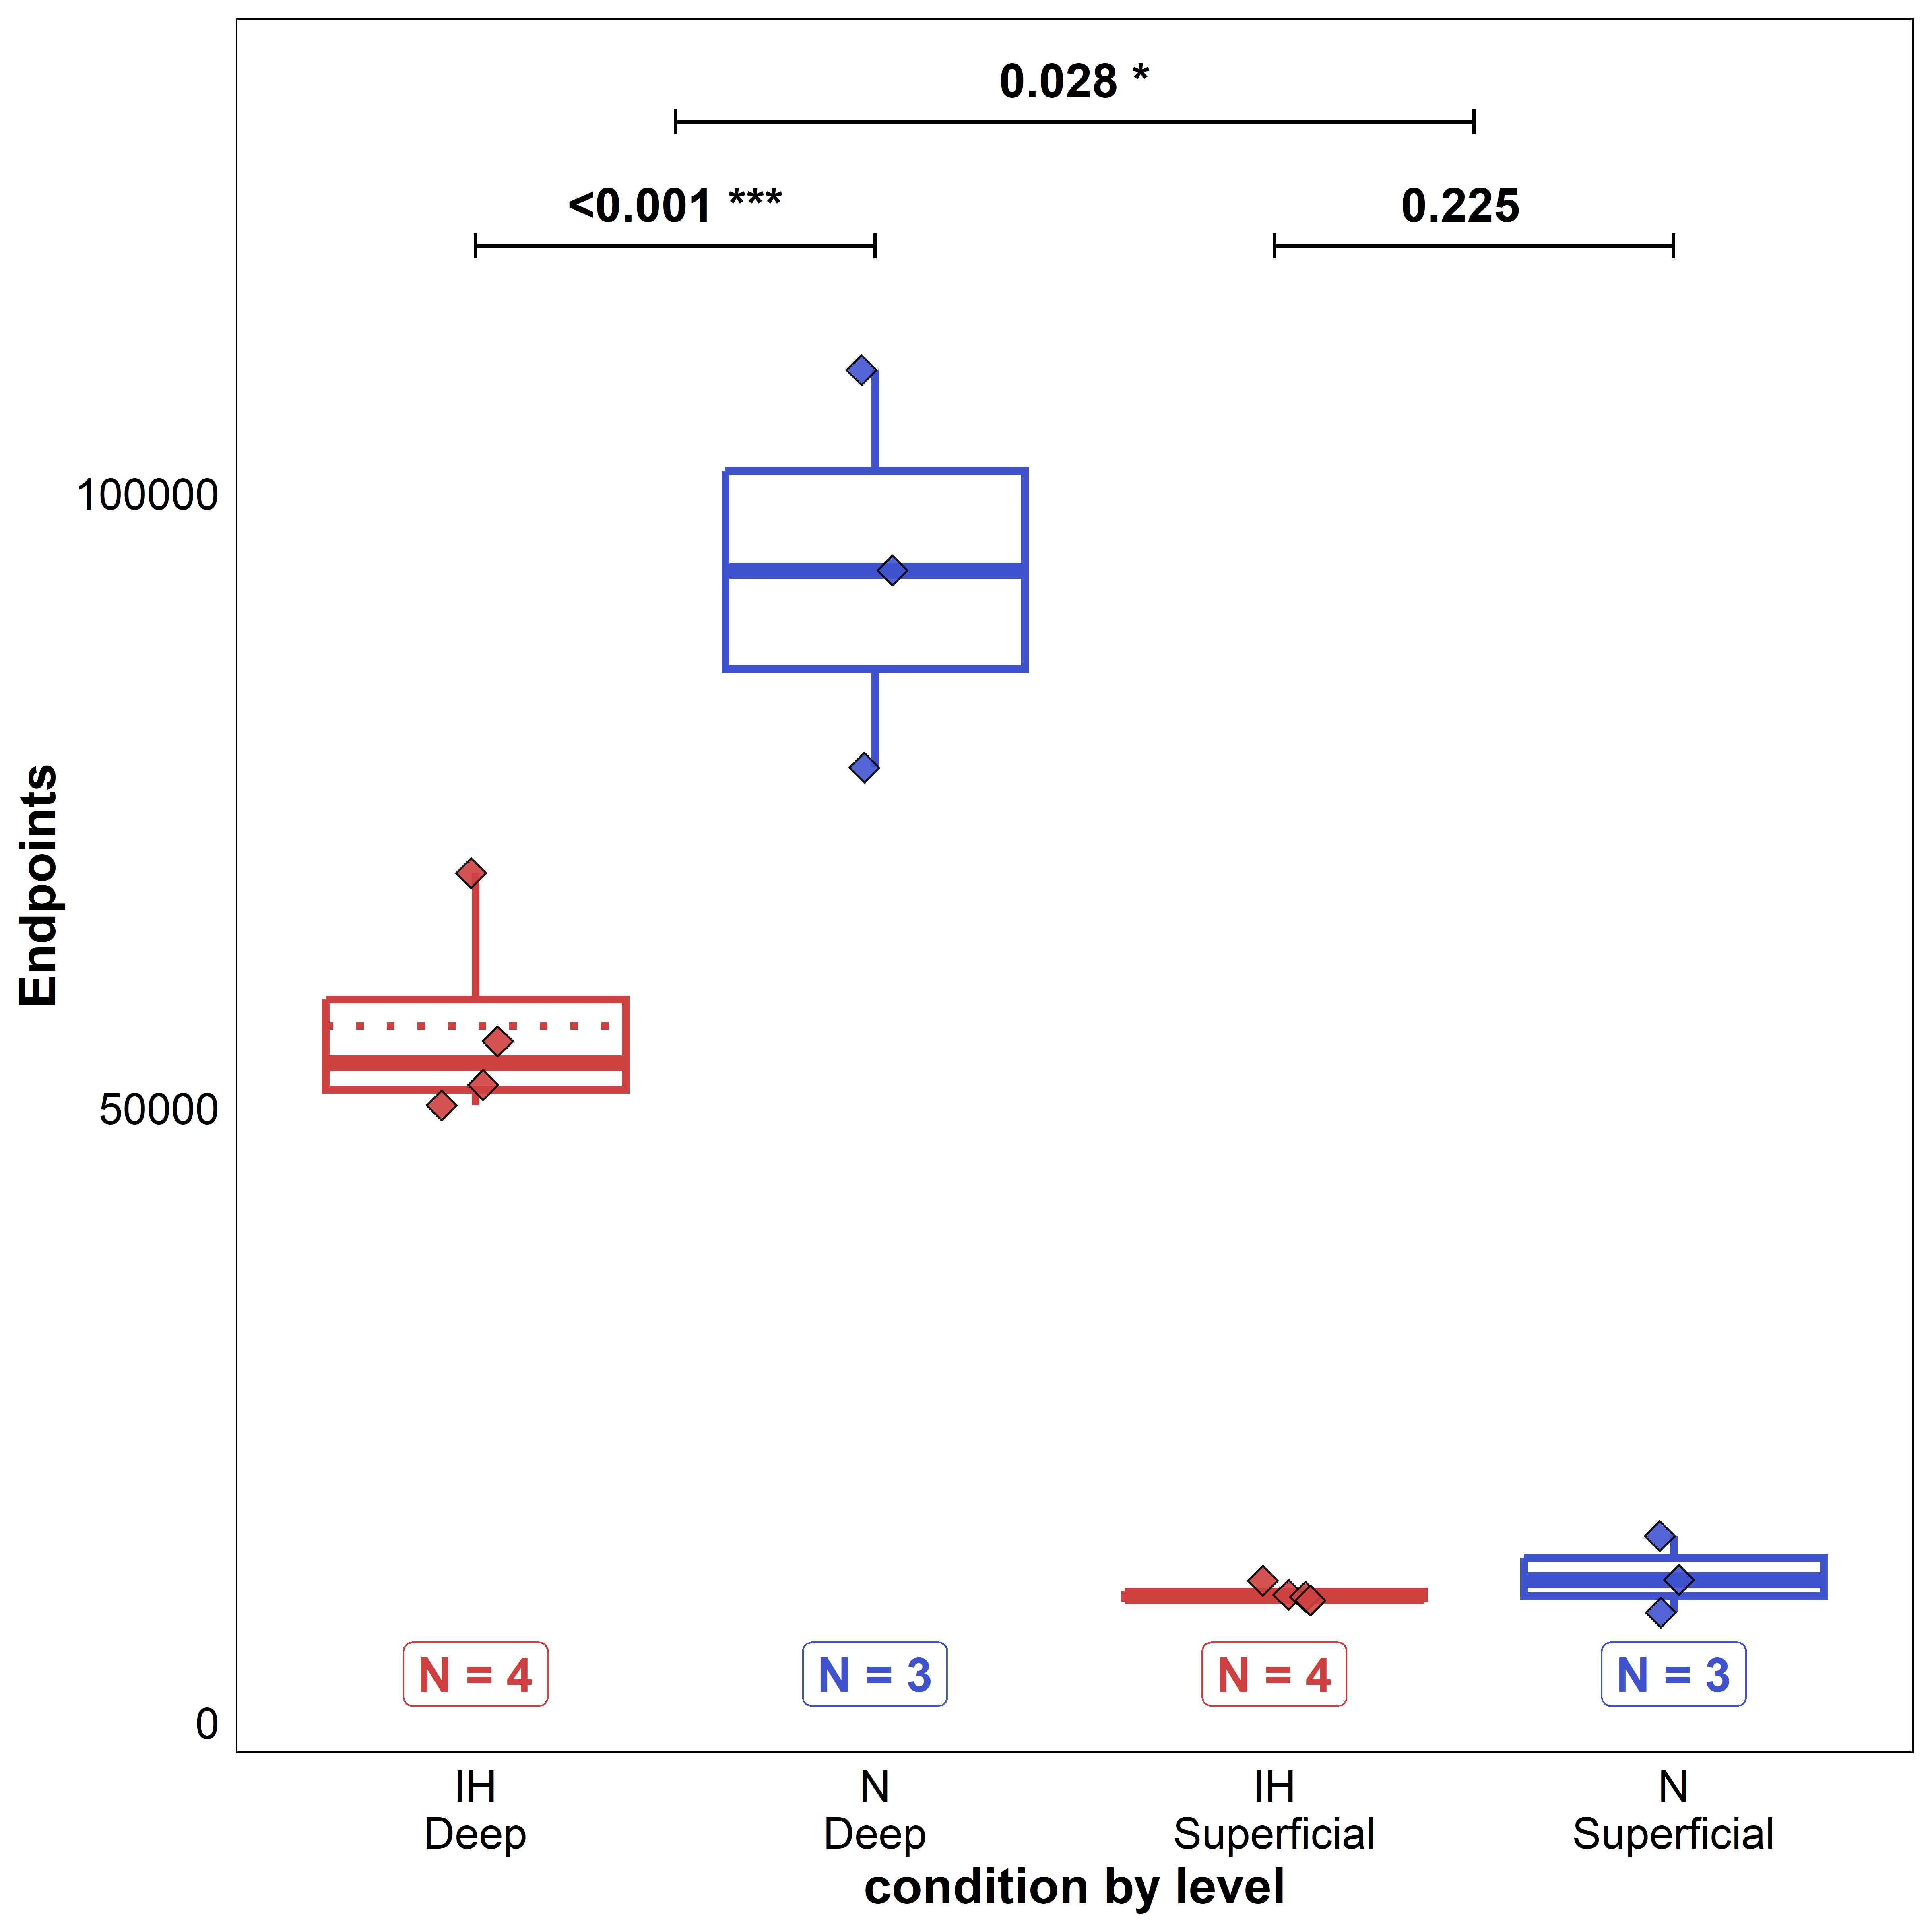 0.028 *
<0.001 ***
0.225
Endpoints
100000
50000
0
N = 4
N = 3
N = 4
N = 3
IH
Deep
N
Deep
IH
Superficial
N
Superficial
condition by level